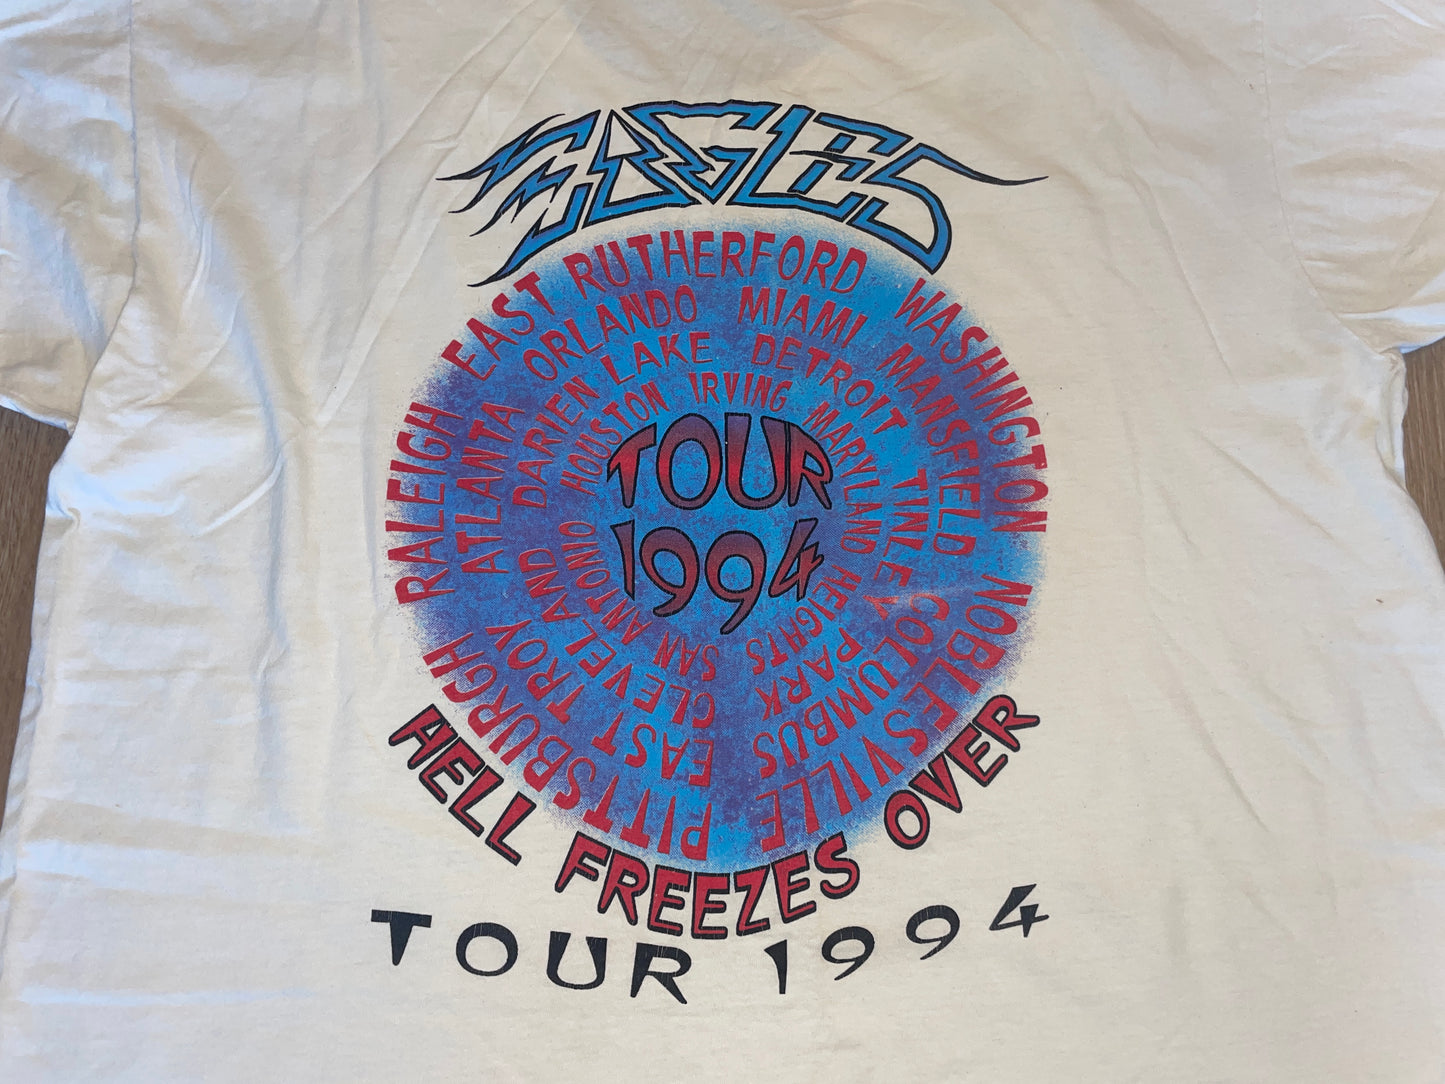 EAGLES
RALEIGH EAST RUTHERFORD WASHINGTON NOBLESVILLE PITTSBURGH
ATLANTA ORLANDO MIAMI MANSFIELD COLUMBUS EAST TROY
DARIEN LAKE DETROIT TINLEY PARK CLEVELAND
HOUSTON IRVING MARYLAND HEIGHTS SAN ANTONIO
TOUR
1994
HELL FREEZES OVER
TOUR 1994